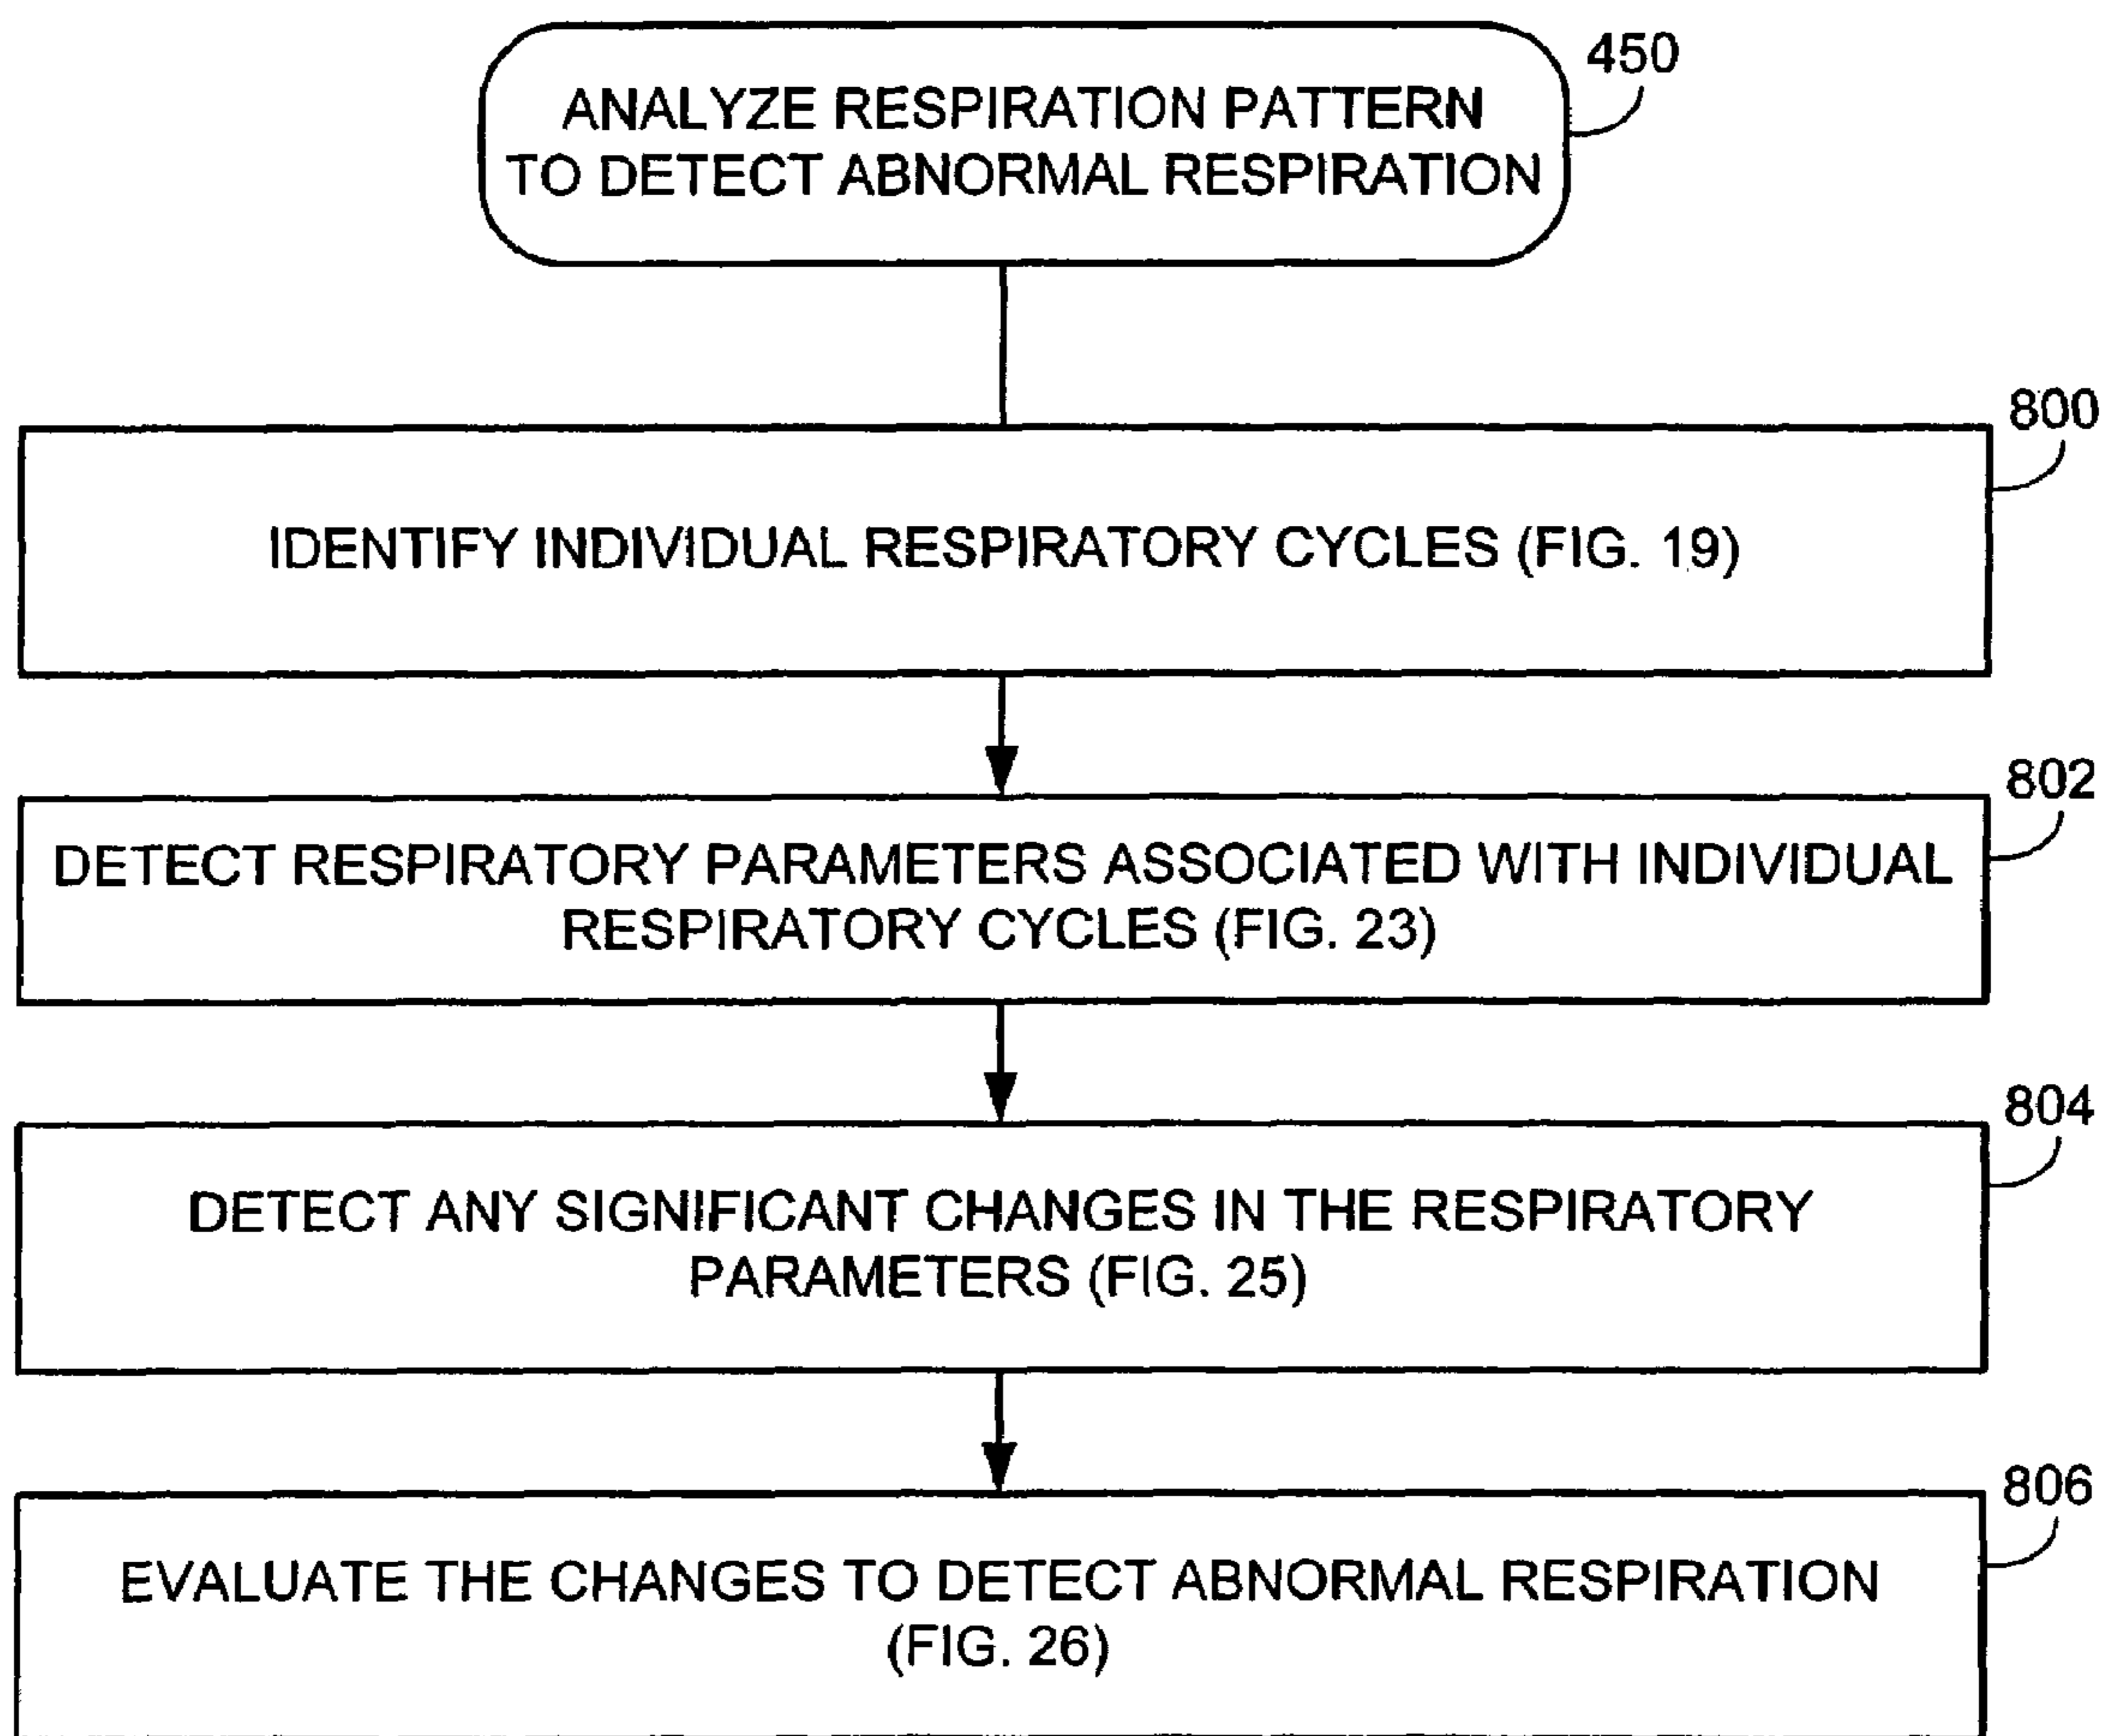 450
ANALYZE RESPIRATION PATTERN
TO DETECT ABNORMAL RESPIRATION
800
IDENTIFY INDIVIDUAL RESPIRATORY CYCLES (FIG. 19)
802
DETECT RESPIRATORY PARAMETERS ASSOCIATED WITH INDIVIDUAL
RESPIRATORY CYCLES (FIG. 23)
804
DETECT ANY SIGNIFICANT CHANGES IN THE RESPIRATORY
PARAMETERS (FIG. 25)
806
EVALUATE THE CHANGES TO DETECT ABNORMAL RESPIRATION
(FIG. 26)